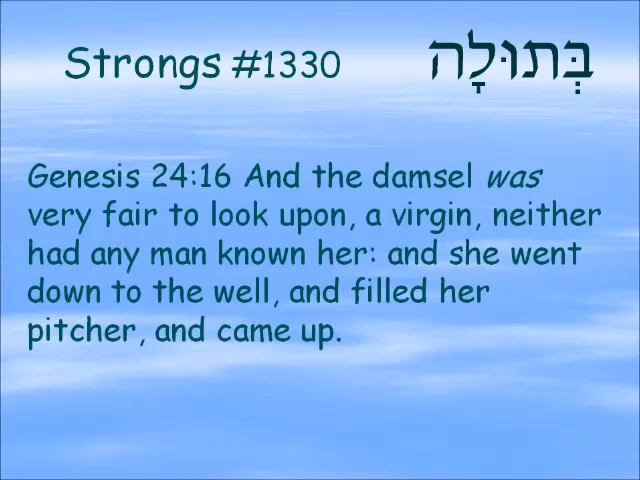 Strongs #1330 בְּתוּלָה
Genesis 24:16 And the damsel was
very fair to look upon, a virgin, neither
had any man known her: and she went
down to the well, and filled her
pitcher, and came up.